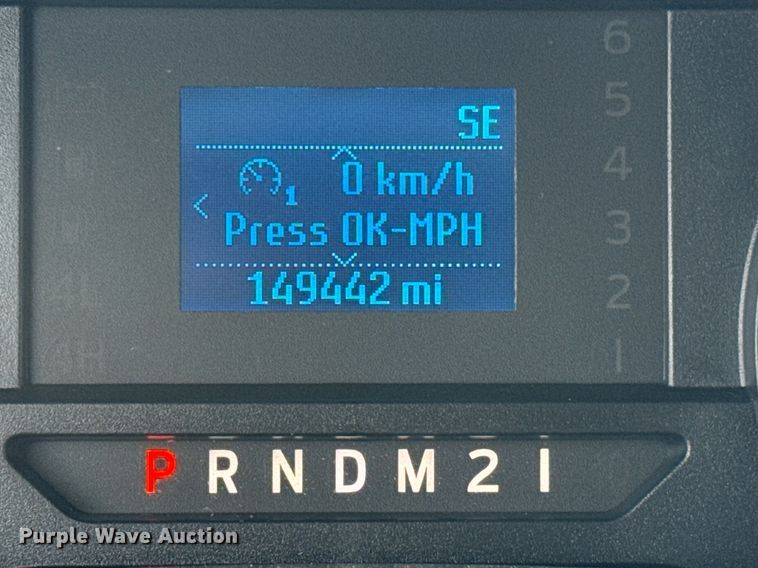 SE
1 0 km/h
Press OK-MPH
149442 mi
6
5
4
3
2
1
P R N D M 2 1
Purple Wave Auction